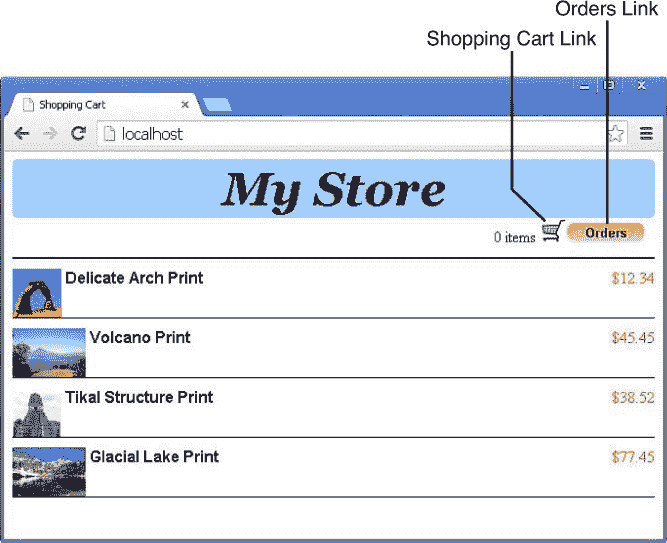 Orders Link
Shopping Cart Link
Shopping Cart
localhost
My Store
0 items Orders
Delicate Arch Print $12.34
Volcano Print $45.45
Tikal Structure Print $38.52
Glacial Lake Print $77.45